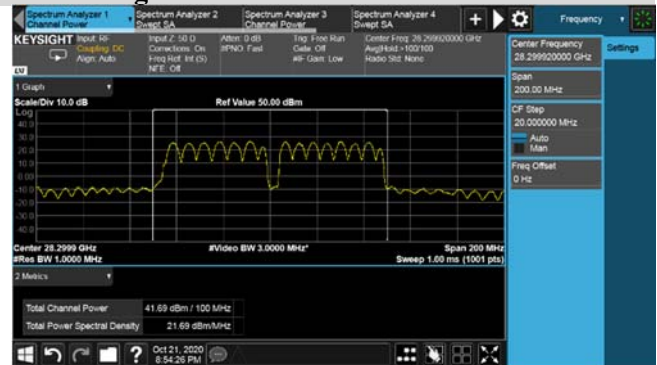 Spectrum Analyzer 1
Channel Power
Spectrum Analyzer 2
Swept SA
Spectrum Analyzer 3
Channel Power
Spectrum Analyzer 4
Swept SA
Frequency
KEYSIGHT
Input: RF
Coupling: DC
Align: Auto
Input Z: 50 Ω
Corrections: On
Freq Ref: Int (S)
NFE: Off
Atten: 0 dB
#PNO: Fast
Trig: Free Run
Gate: Off
#IF Gain: Low
Center Freq: 28.299920000 GHz
Avg|Hold:>100/100
Radio Std: None
Center Frequency
28.299920000 GHz
Settings
Span
200.00 MHz
CF Step
20.000000 MHz
Auto
Man
Freq Offset
0 Hz
1 Graph
Scale/Div 10.0 dB
Ref Value 50.00 dBm
Log
40.0
30.0
20.0
10.0
0.00
-10.0
-20.0
-30.0
-40.0
Center 28.2999 GHz
#Video BW 3.0000 MHz*
Span 200 MHz
#Res BW 1.0000 MHz
Sweep 1.00 ms (1001 pts)
2 Metrics
Total Channel Power 41.69 dBm / 100 MHz
Total Power Spectral Density 21.69 dBm/MHz
Oct 21, 2020
8:54:26 PM